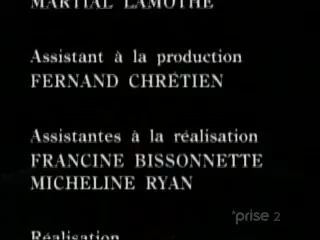 MARTIAL LAMOTHE
Assistant à la production
FERNAND CHRÉTIEN
Assistantes à la réalisation
FRANCINE BISSONNETTE
MICHELINE RYAN
*prise 2
Réalisation